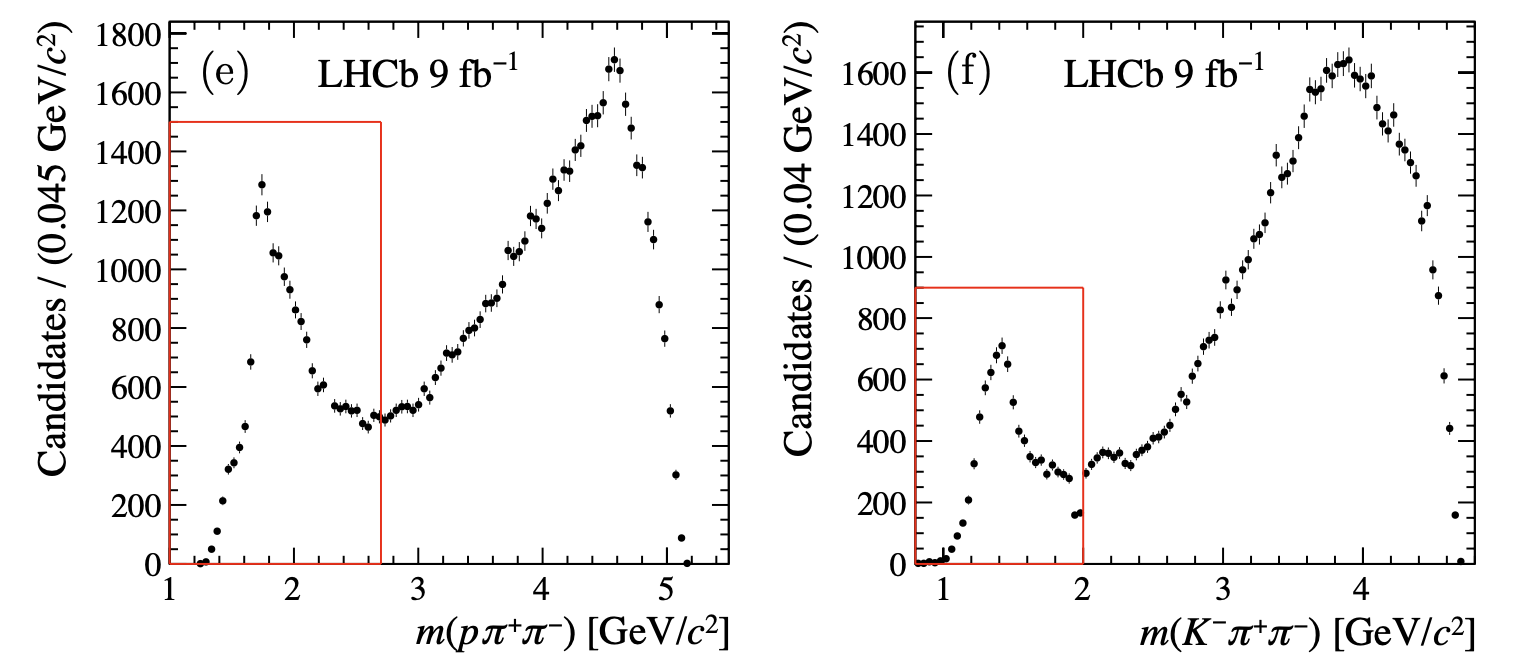 Candidates / (0.045 GeV/c²)
1800
1600
1400
1200
1000
800
600
400
200
0
(e)
LHCb 9 fb⁻¹
1 2 3 4 5
m(pπ⁺π⁻) [GeV/c²]
Candidates / (0.04 GeV/c²)
1600
1400
1200
1000
800
600
400
200
0
(f)
LHCb 9 fb⁻¹
1 2 3 4
m(K⁻π⁺π⁻) [GeV/c²]